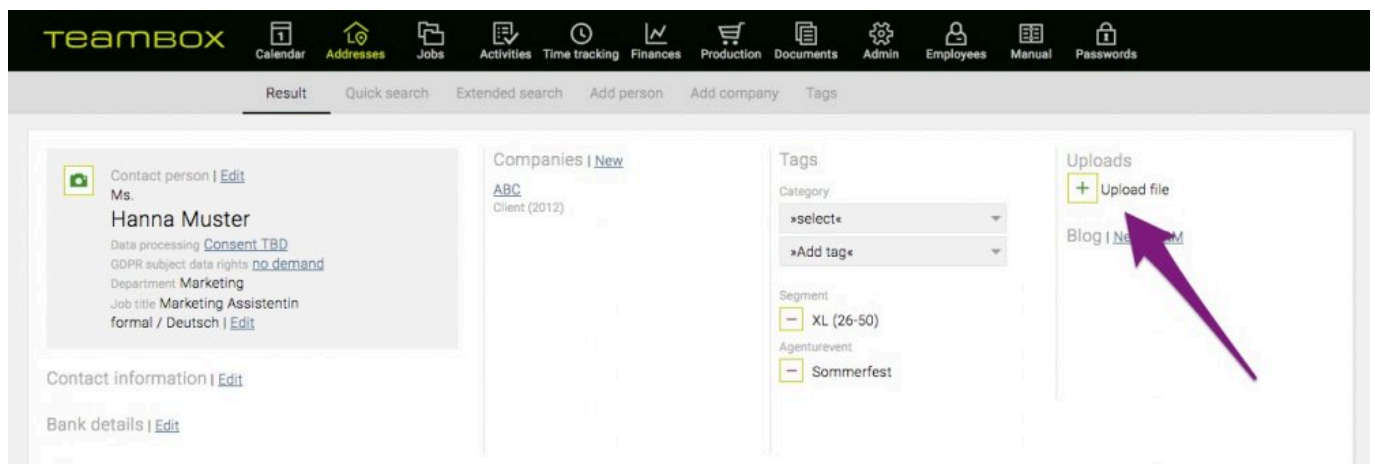 TEAMBOX
Calendar Addresses Jobs Activities Time tracking Finances Production Documents Admin Employees Manual Passwords
Result Quick search Extended search Add person Add company Tags
Contact person | Edit
Ms.
Hanna Muster
Data processing Consent TBD
GDPR subject data rights no demand
Department Marketing
Job title Marketing Assistentin
formal / Deutsch | Edit
Contact information | Edit
Bank details | Edit
Companies | New
ABC
Client (2012)
Tags
Category
»select«
»Add tag«
Segment
XL (26-50)
Agenturevent
Sommerfest
Uploads
Upload file
Blog |